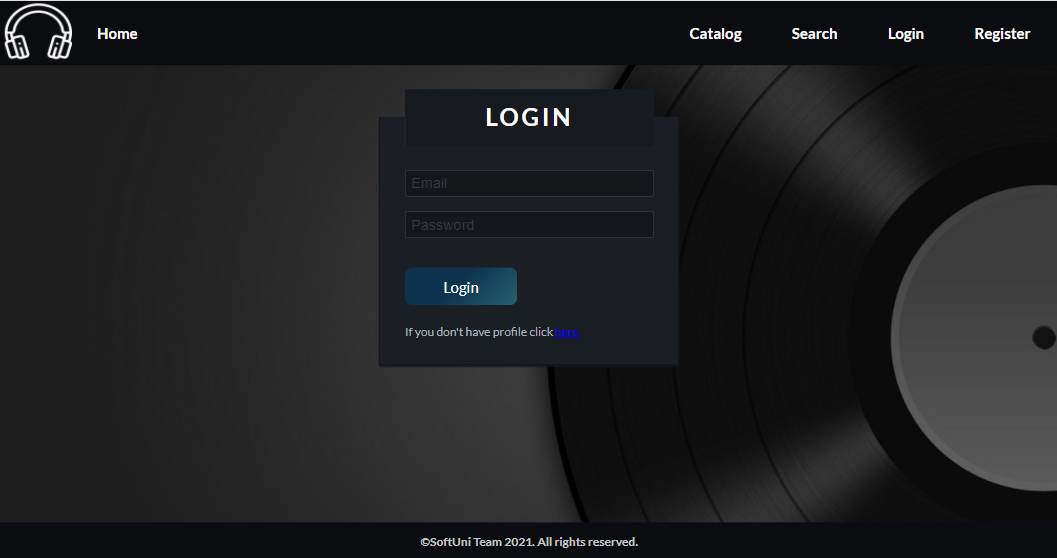 Home Catalog Search Login Register
LOGIN
Email
Password
Login
If you don't have profile click here
©SoftUni Team 2021. All rights reserved.